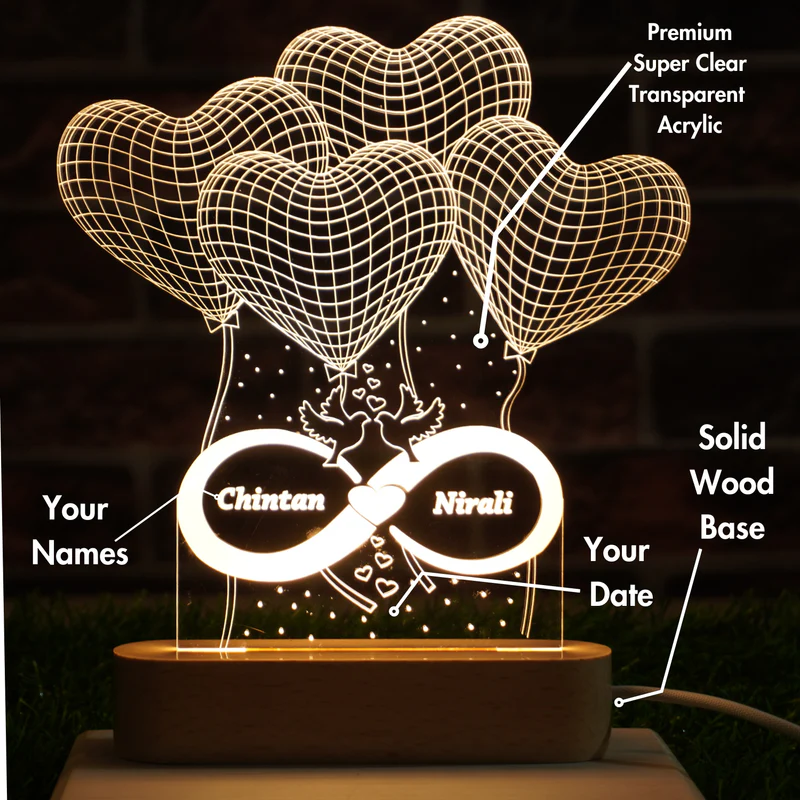 Premium
Super Clear
Transparent
Acrylic
Solid
Wood
Base
Your
Names
Chintan
Nirali
Your
Date